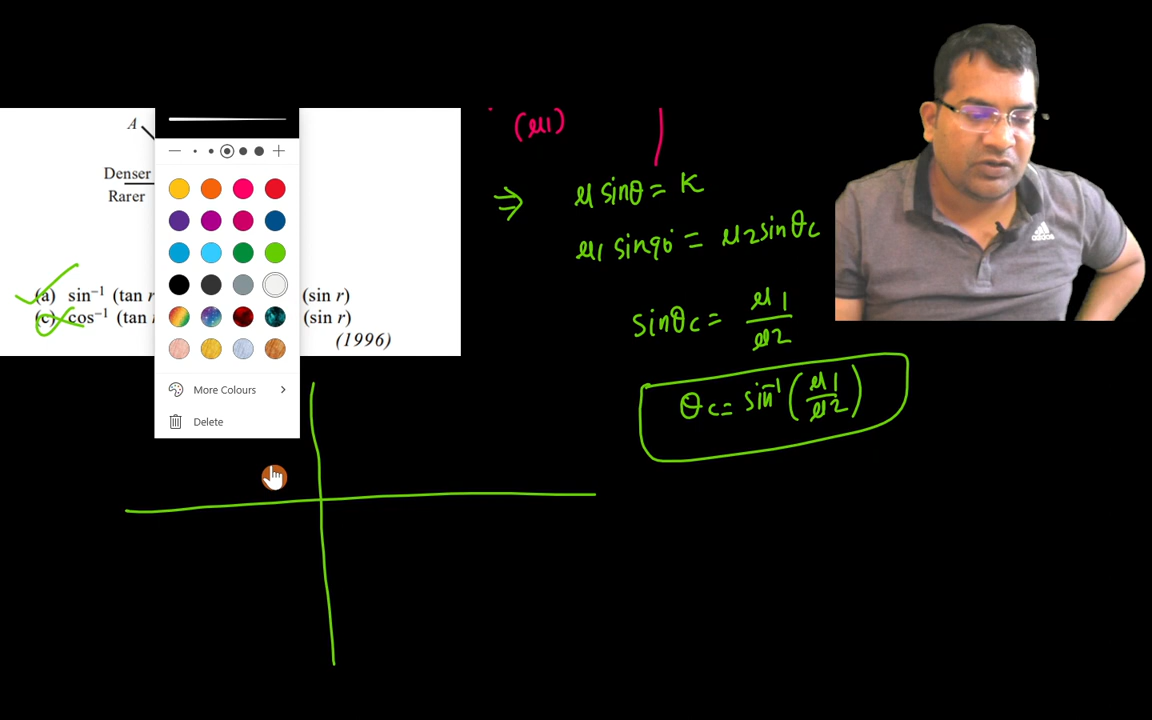 A
Denser
Rarer
(a) sin⁻¹ (tan r
(sin r)
(c) cos⁻¹ (tan
(sin r)
(1996)
More Colours
Delete
(μ1)
⇒ μ sinθ = K
μ1 sin90° = μ2 sinθc
sinθc = μ1/μ2
θc = sin⁻¹(μ1/μ2)
adidas